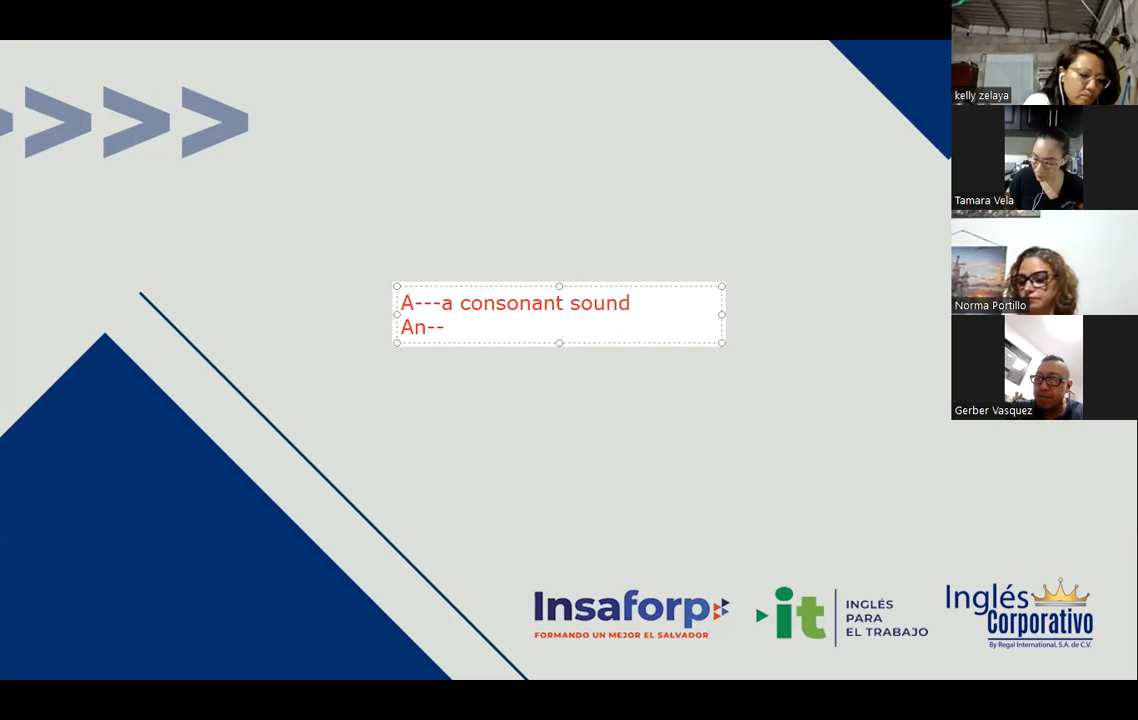 kelly zelaya
Tamara Vela
Norma Portillo
Gerber Vasquez
A---a consonant sound
An--
Insaforp
FORMANDO UN MEJOR EL SALVADOR
it
INGLÉS
PARA
EL TRABAJO
Inglés
Corporativo
By Regal International, S.A. de C.V.